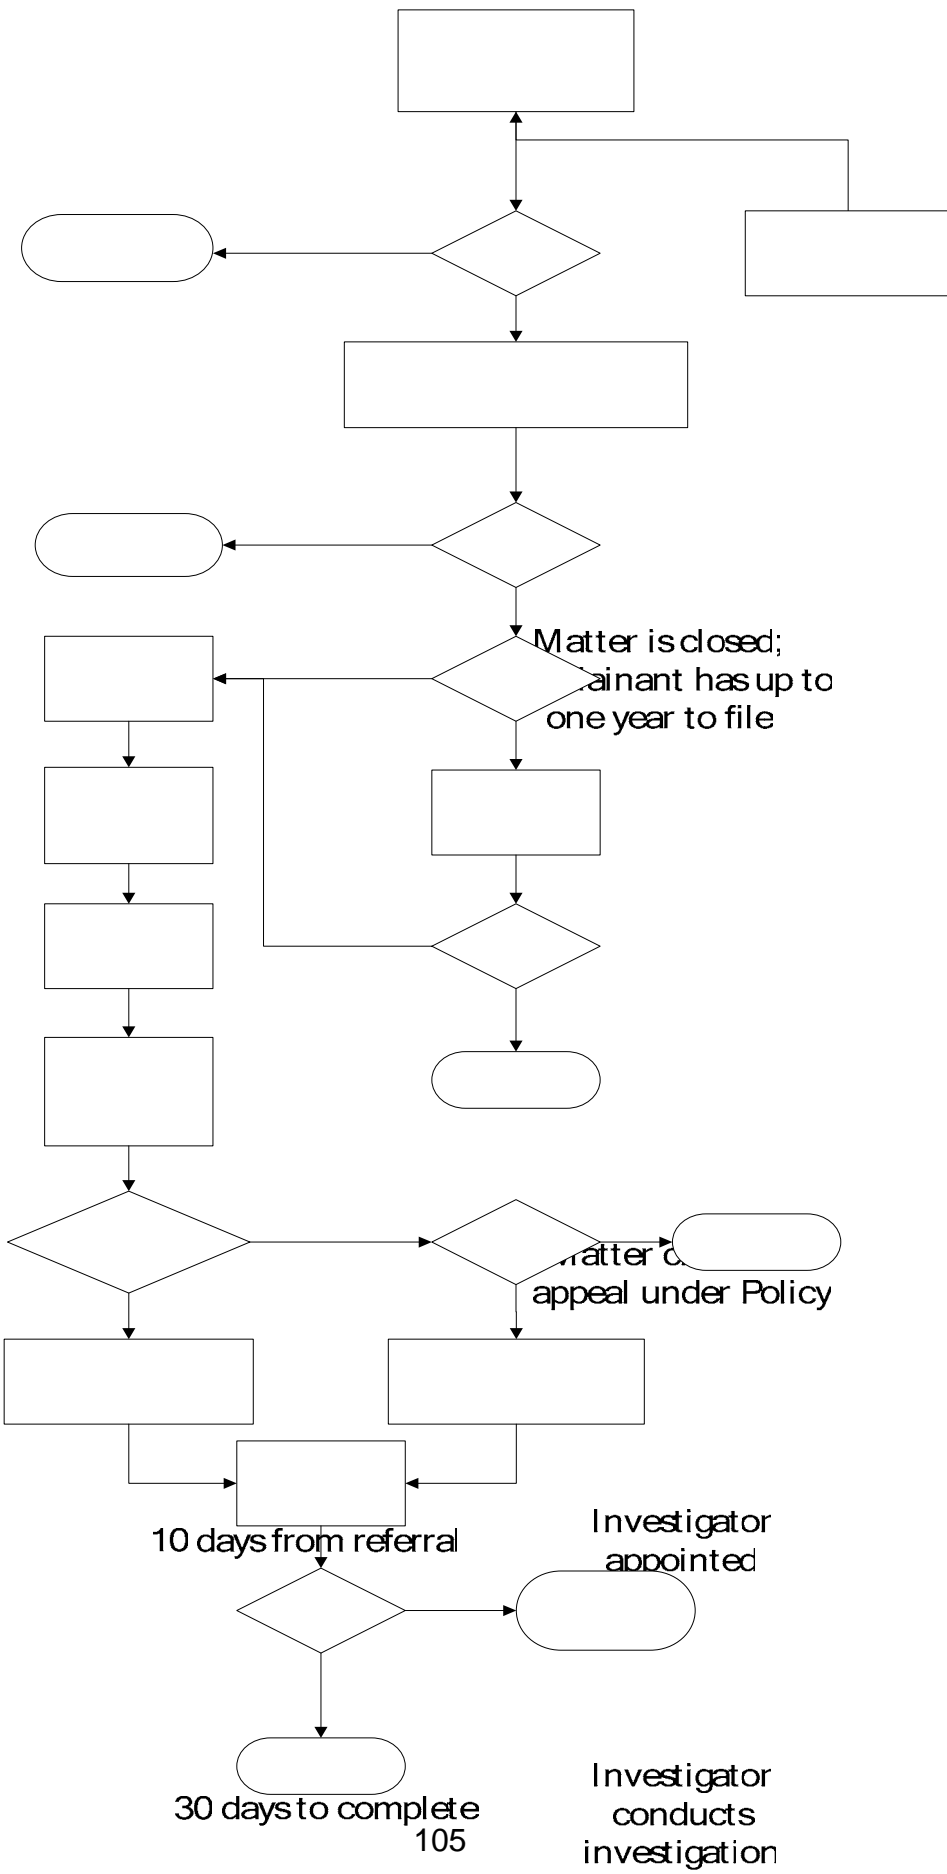 Matter is closed;
ainant has up to
one year to file
atter
appeal under Policy
10 days from referral
Investigator
appointed
30 days to complete
105
Investigator
conducts
investigation